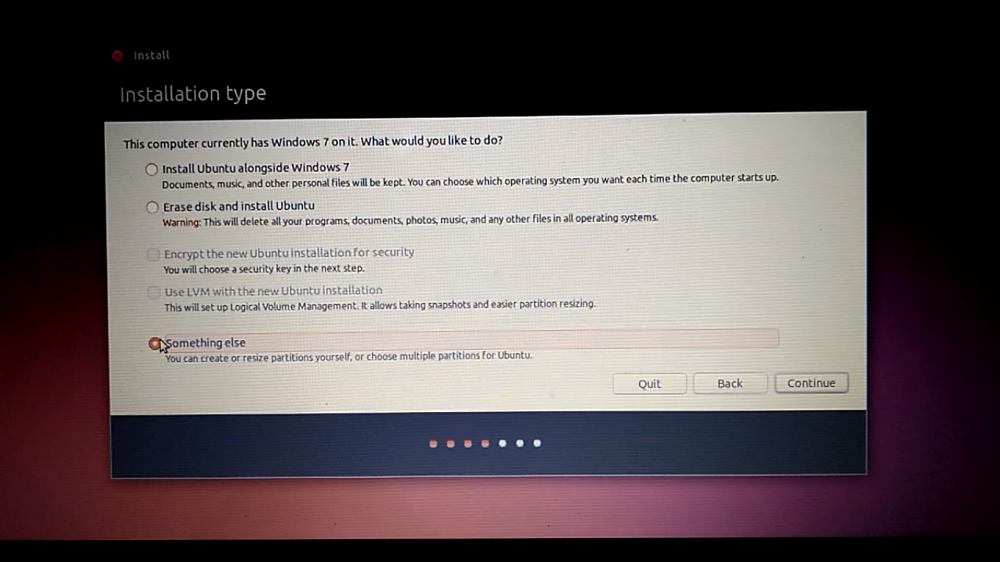 Install
Installation type
This computer currently has Windows 7 on it. What would you like to do?
Install Ubuntu alongside Windows 7
Documents, music, and other personal files will be kept. You can choose which operating system you want each time the computer starts up.
Erase disk and install Ubuntu
Warning: This will delete all your programs, documents, photos, music, and any other files in all operating systems.
Encrypt the new Ubuntu installation for security
You will choose a security key in the next step.
Use LVM with the new Ubuntu installation
This will set up Logical Volume Management. It allows taking snapshots and easier partition resizing.
Something else
You can create or resize partitions yourself, or choose multiple partitions for Ubuntu.
Quit Back Continue